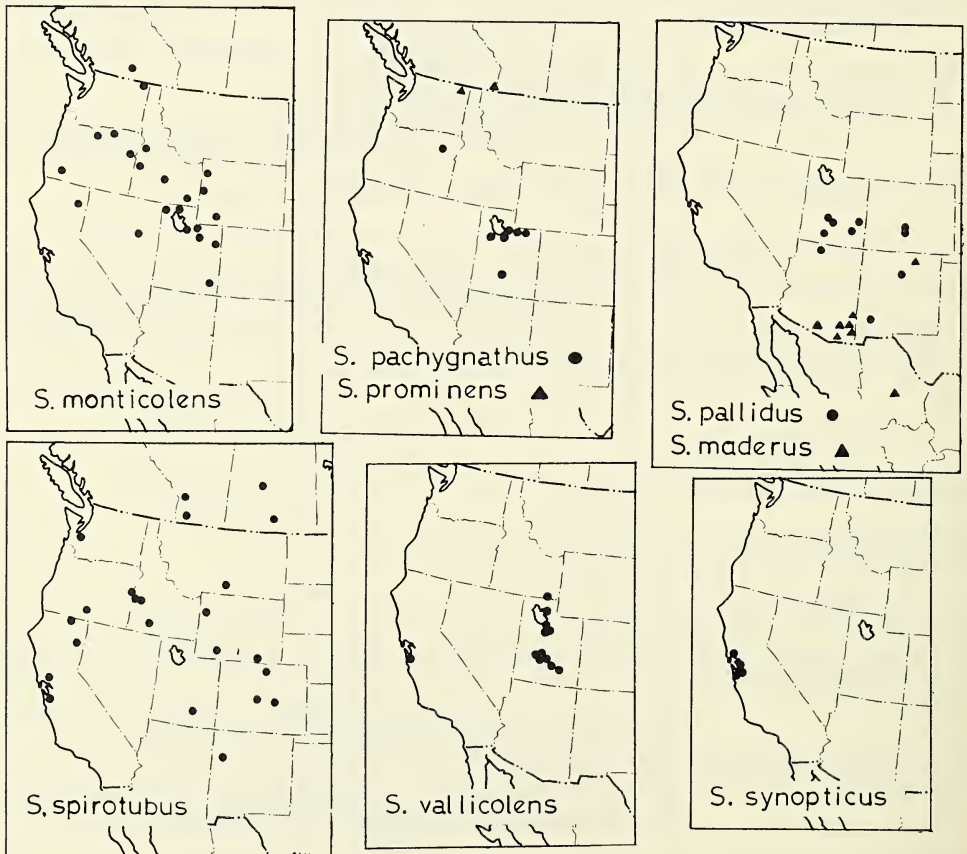 S. monticolens
S. pachygnathus
S. prominens
S. pallidus
S. maderus
S. spirotubus
S. vallicolens
S. synopticus